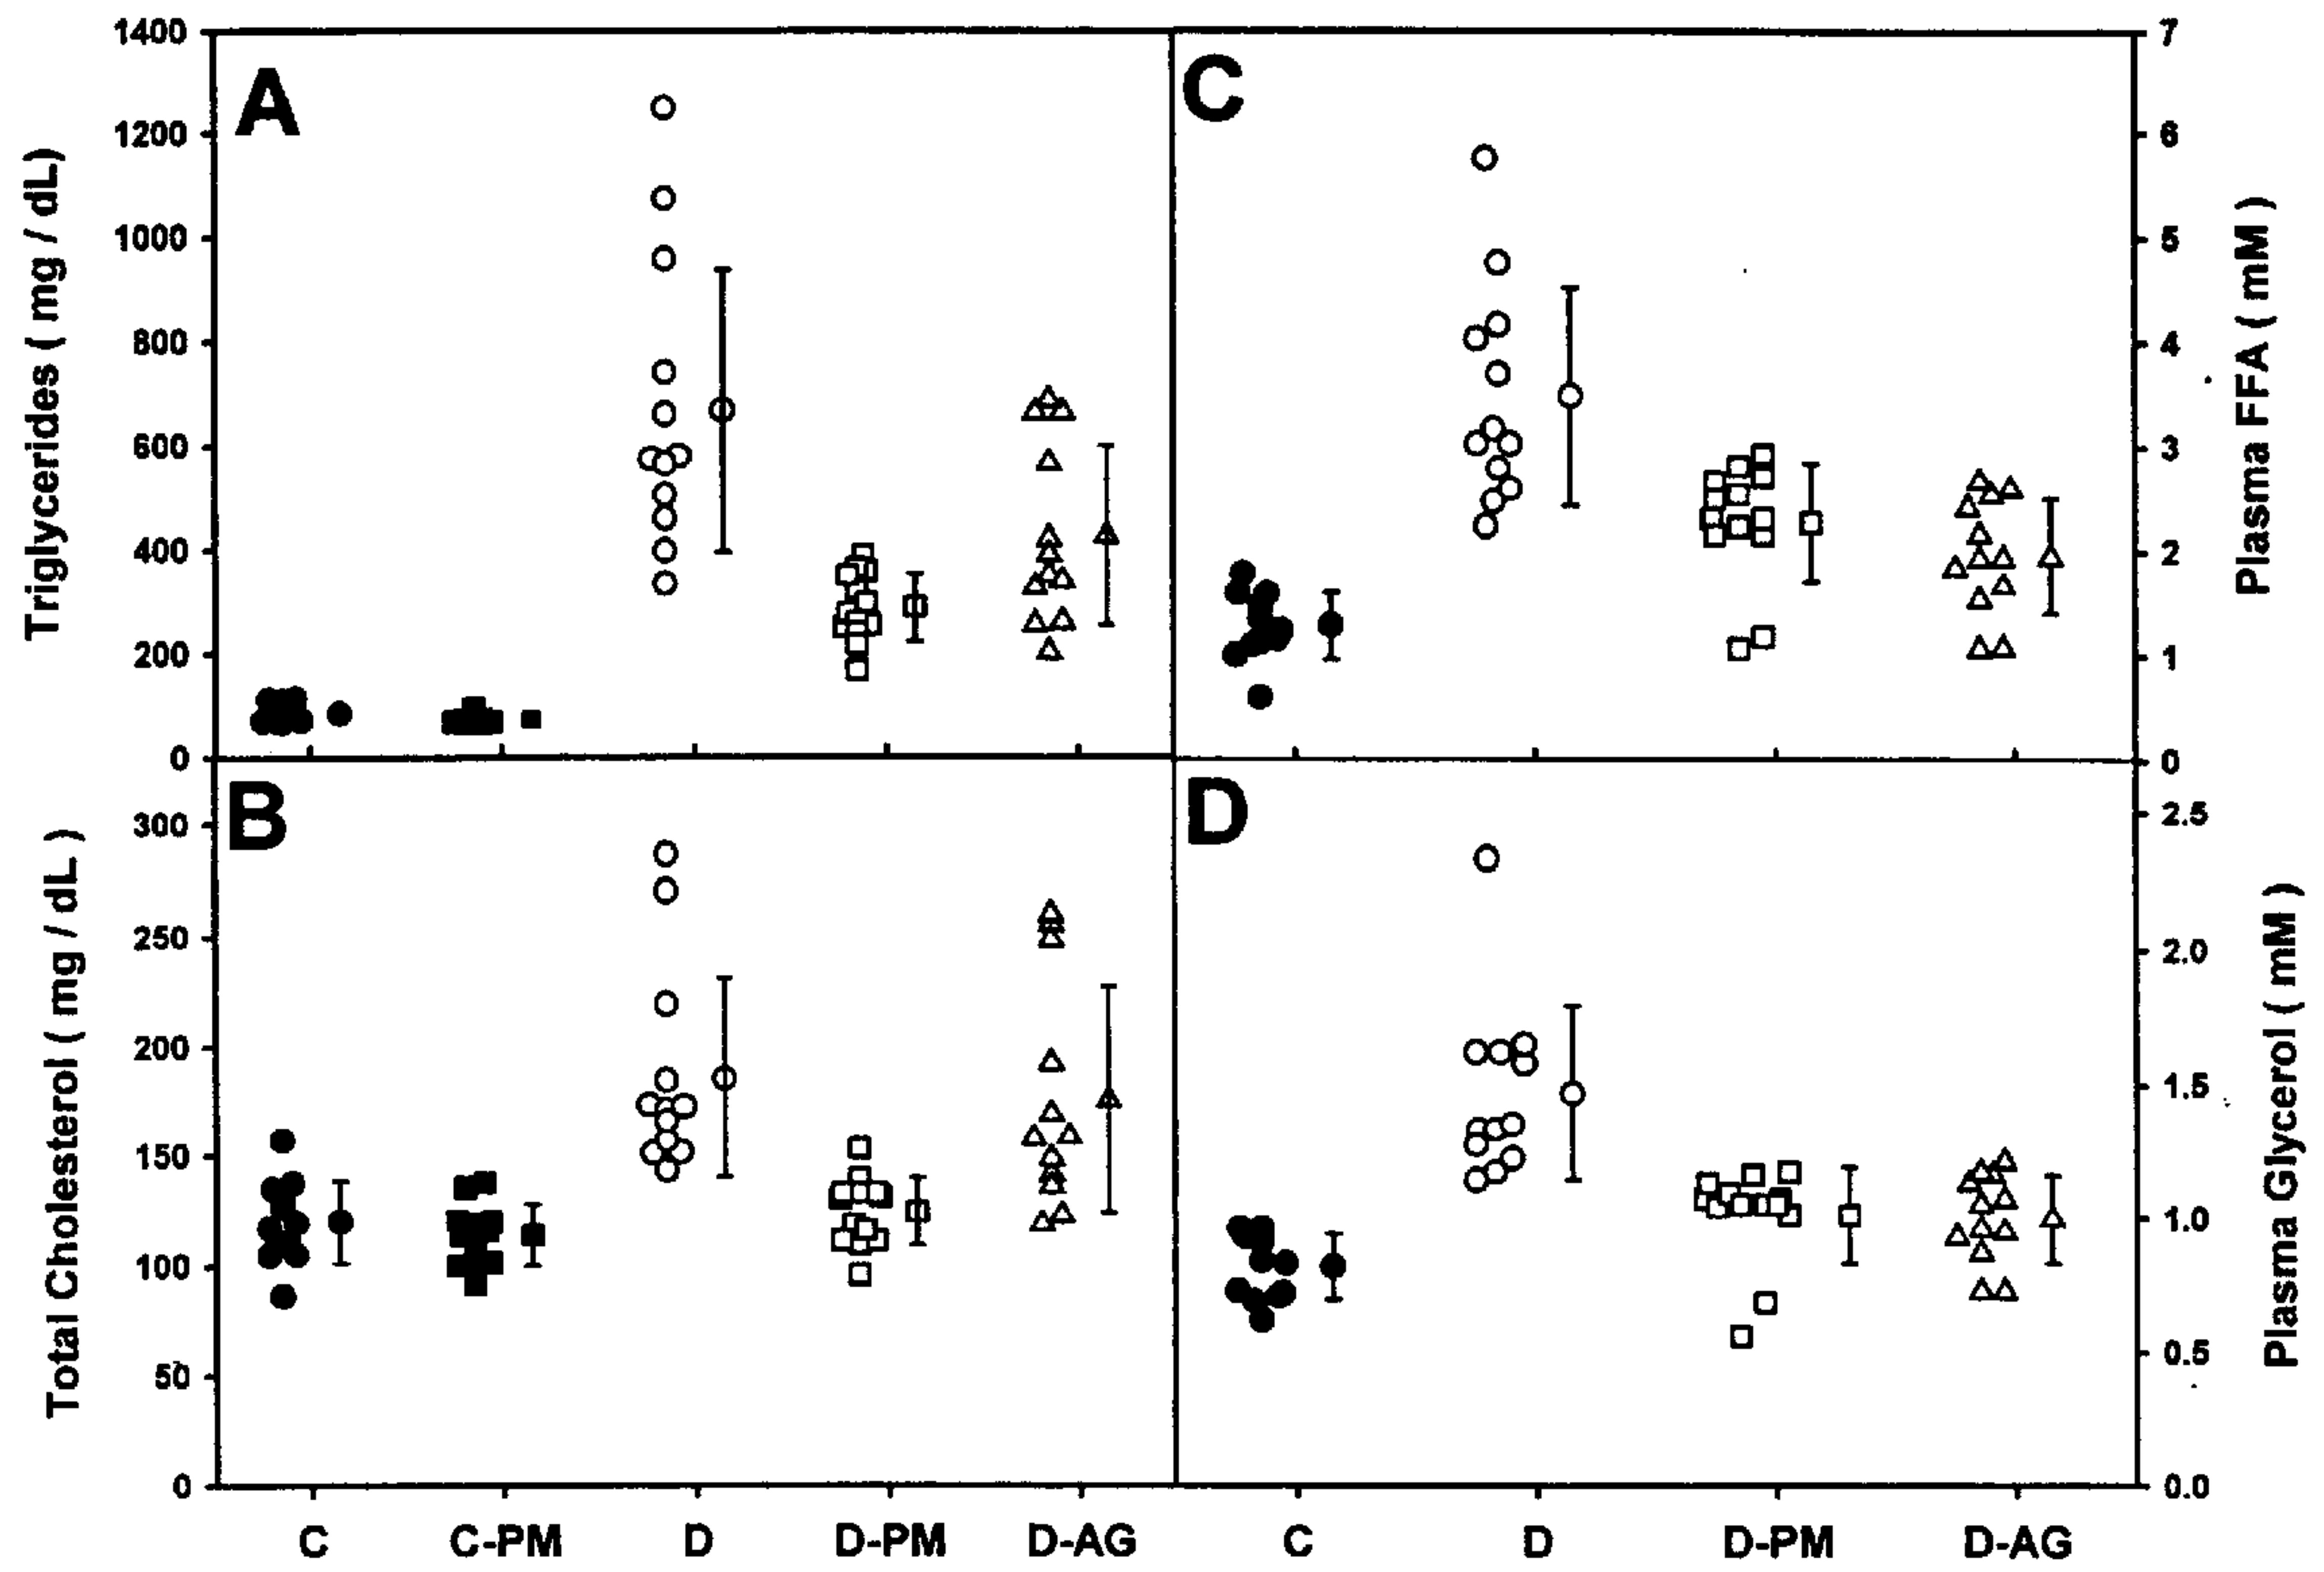 A
Triglycerides ( mg / dL)
1400
1200
1000
800
600
400
200
0
C
Plasma FFA ( mM )
7
6
5
4
3
2
1
0
B
Total Cholesterol ( mg / dL )
300
250
200
150
100
50
0
D
Plasma Glycerol ( mM )
2.5
2.0
1.5
1.0
0.5
0.0
C C-PM D D-PM D-AG
C D D-PM D-AG